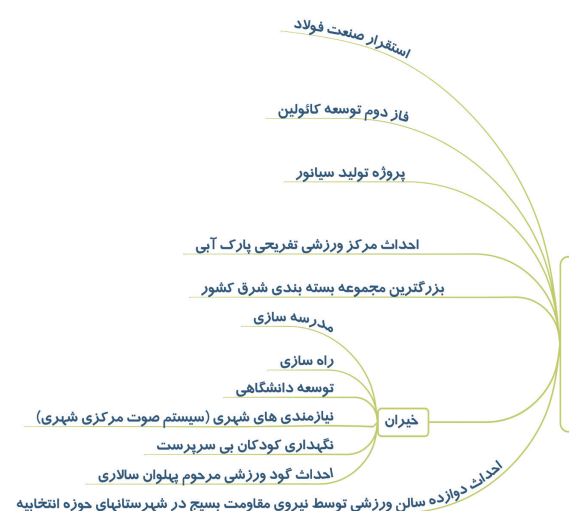 استقرار صنعت فولاد
فاز دوم توسعه کائولین
پروژه تولید سیانور
احداث مرکز ورزشی تفریحی پارک آبی
بزرگترین مجموعه بسته بندی شرق کشور
خیران
مدرسه سازی
راه سازی
توسعه دانشگاهی
نیازمندی های شهری (سیستم صوت مرکزی شهری)
نگهداری کودکان بی سرپرست
احداث گود ورزشی مرحوم پهلوان سالاری
احداث دوازده سالن ورزشی توسط نیروی مقاومت بسیج در شهرستانهای حوزه انتخابیه